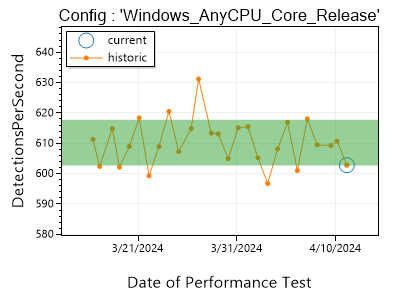 Config : 'Windows_AnyCPU_Core_Release'
current
historic
DetectionsPerSecond
640
630
620
610
600
590
580
3/21/2024
3/31/2024
4/10/2024
Date of Performance Test